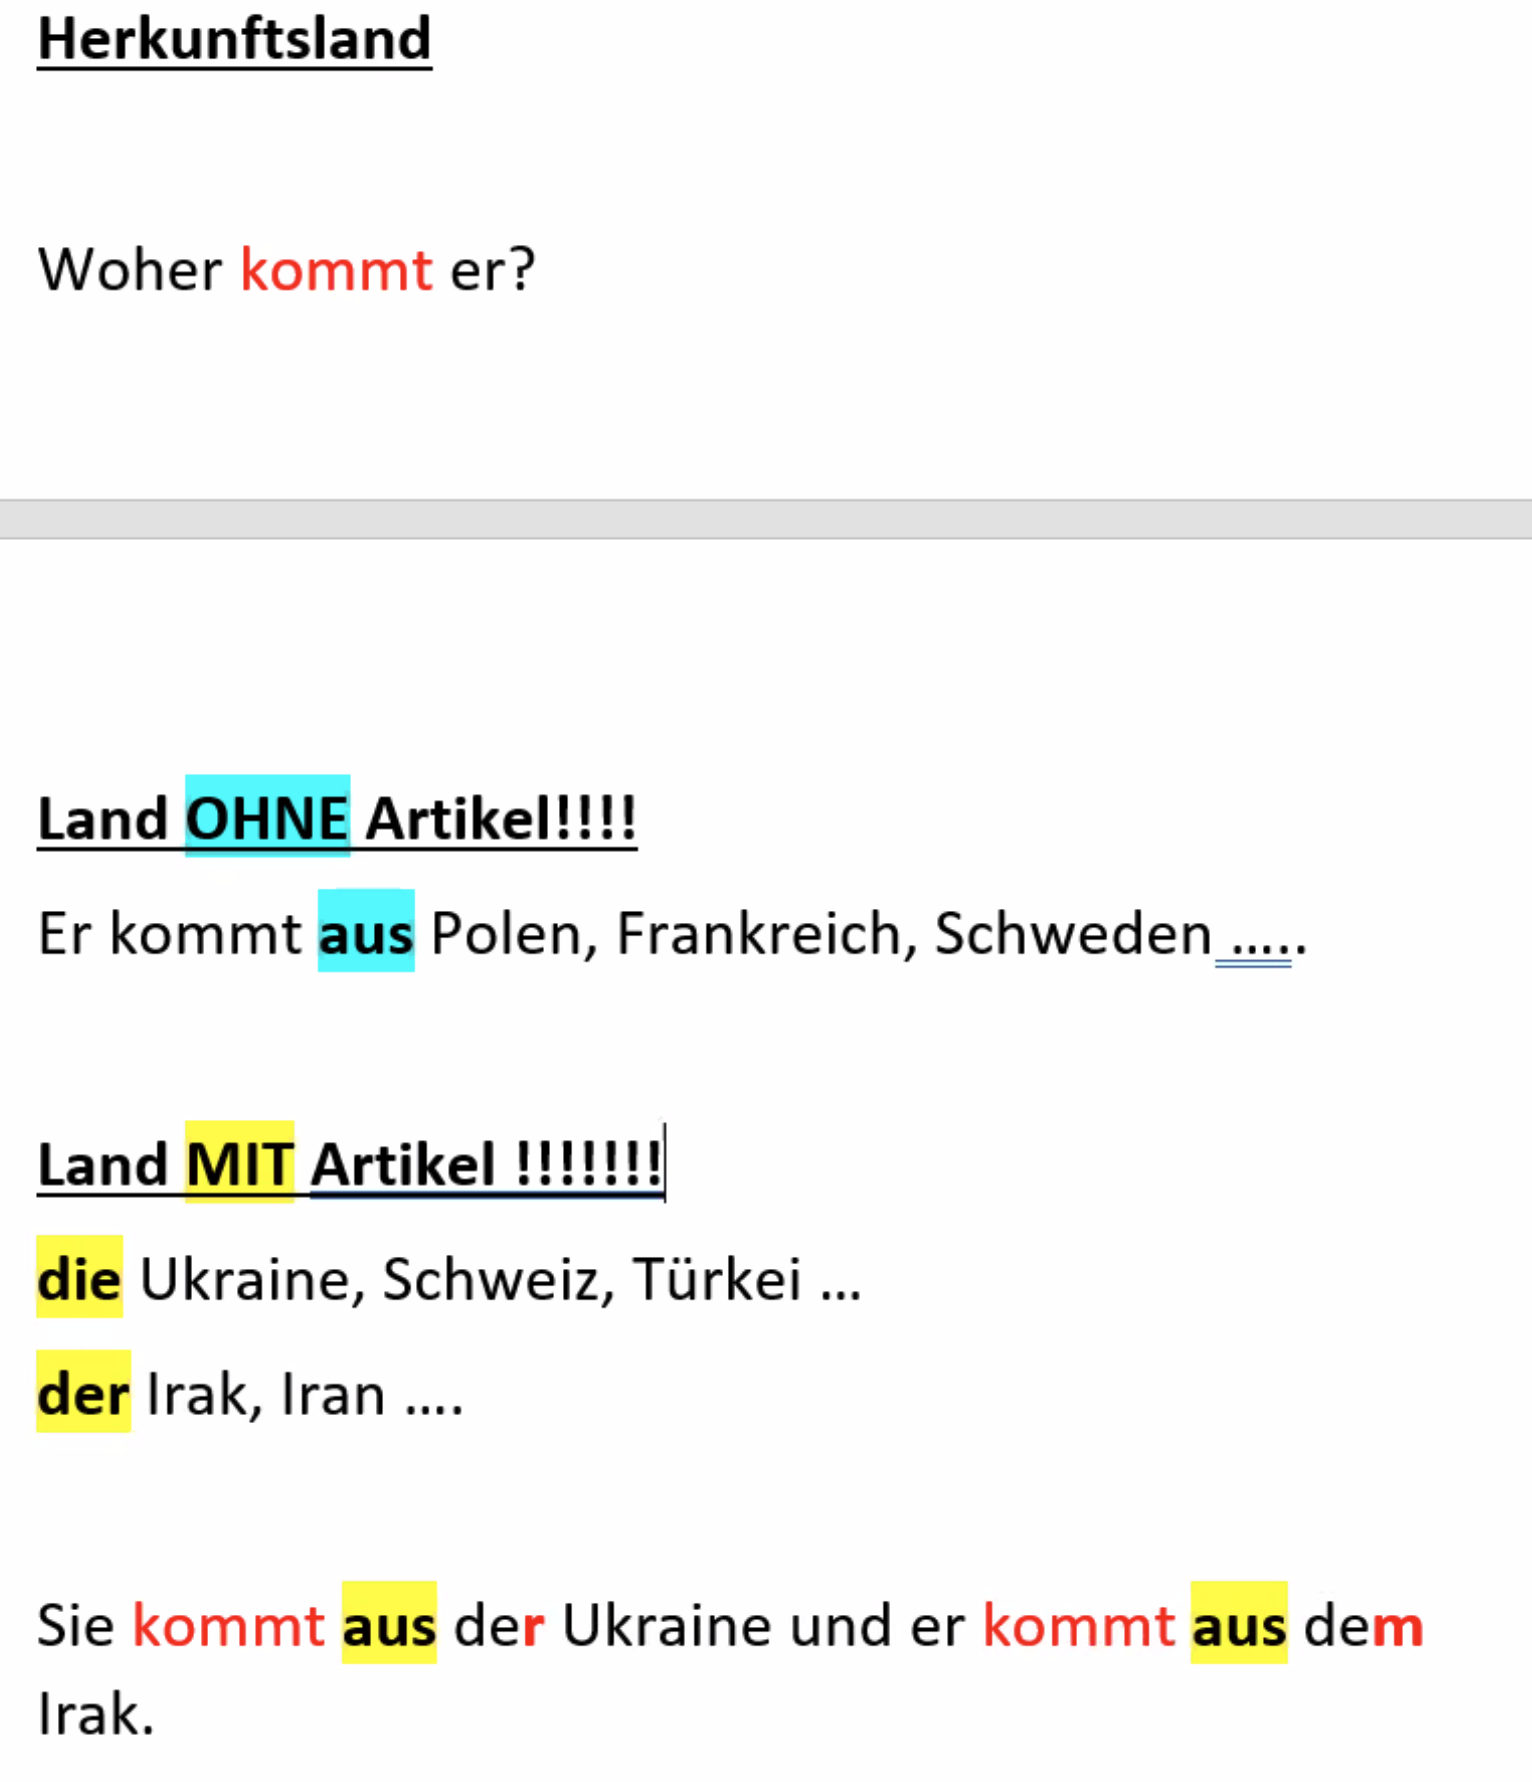 Herkunftsland
Woher kommt er?
Land OHNE Artikel!!!!
Er kommt aus Polen, Frankreich, Schweden …..
Land MIT Artikel !!!!!!!
die Ukraine, Schweiz, Türkei …
der Irak, Iran ….
Sie kommt aus der Ukraine und er kommt aus dem
Irak.